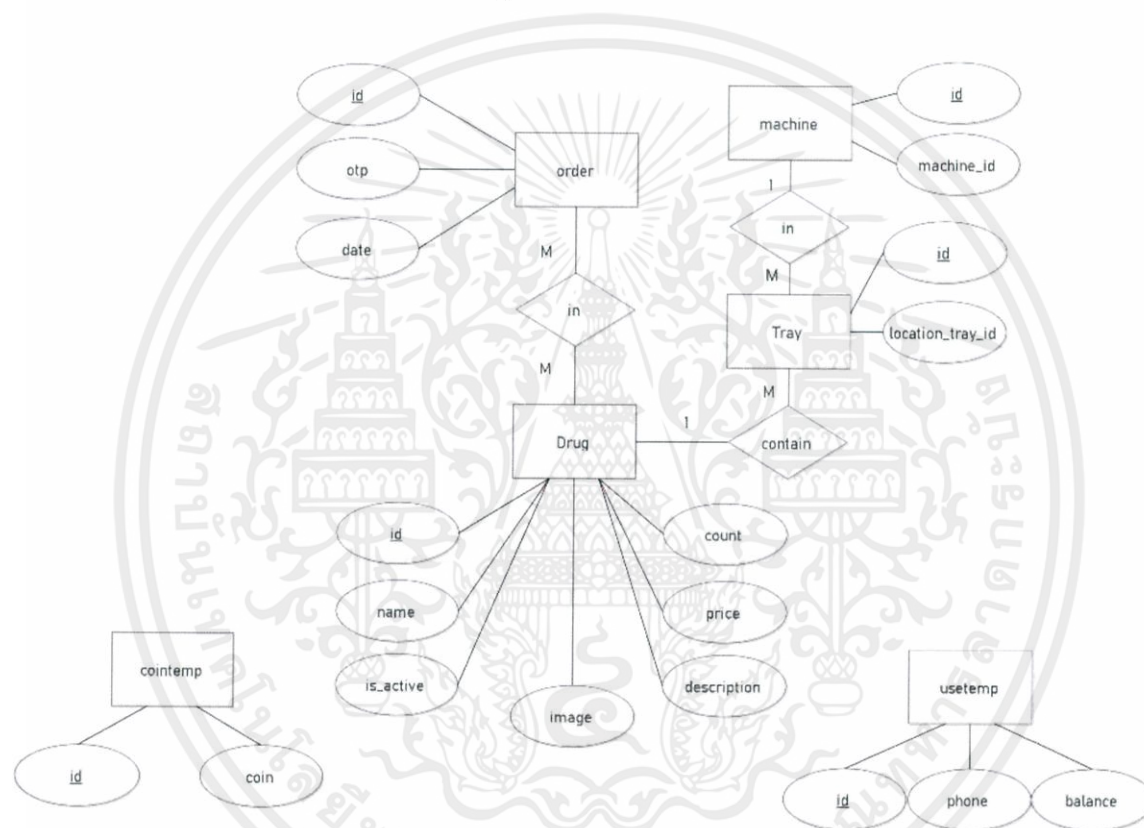 id
otp
date
order
M
in
M
machine
id
machine_id
1
in
M
Tray
id
location_tray_id
M
contain
1
Drug
id
name
is_active
image
count
price
description
cointemp
id
coin
usetemp
id
phone
balance